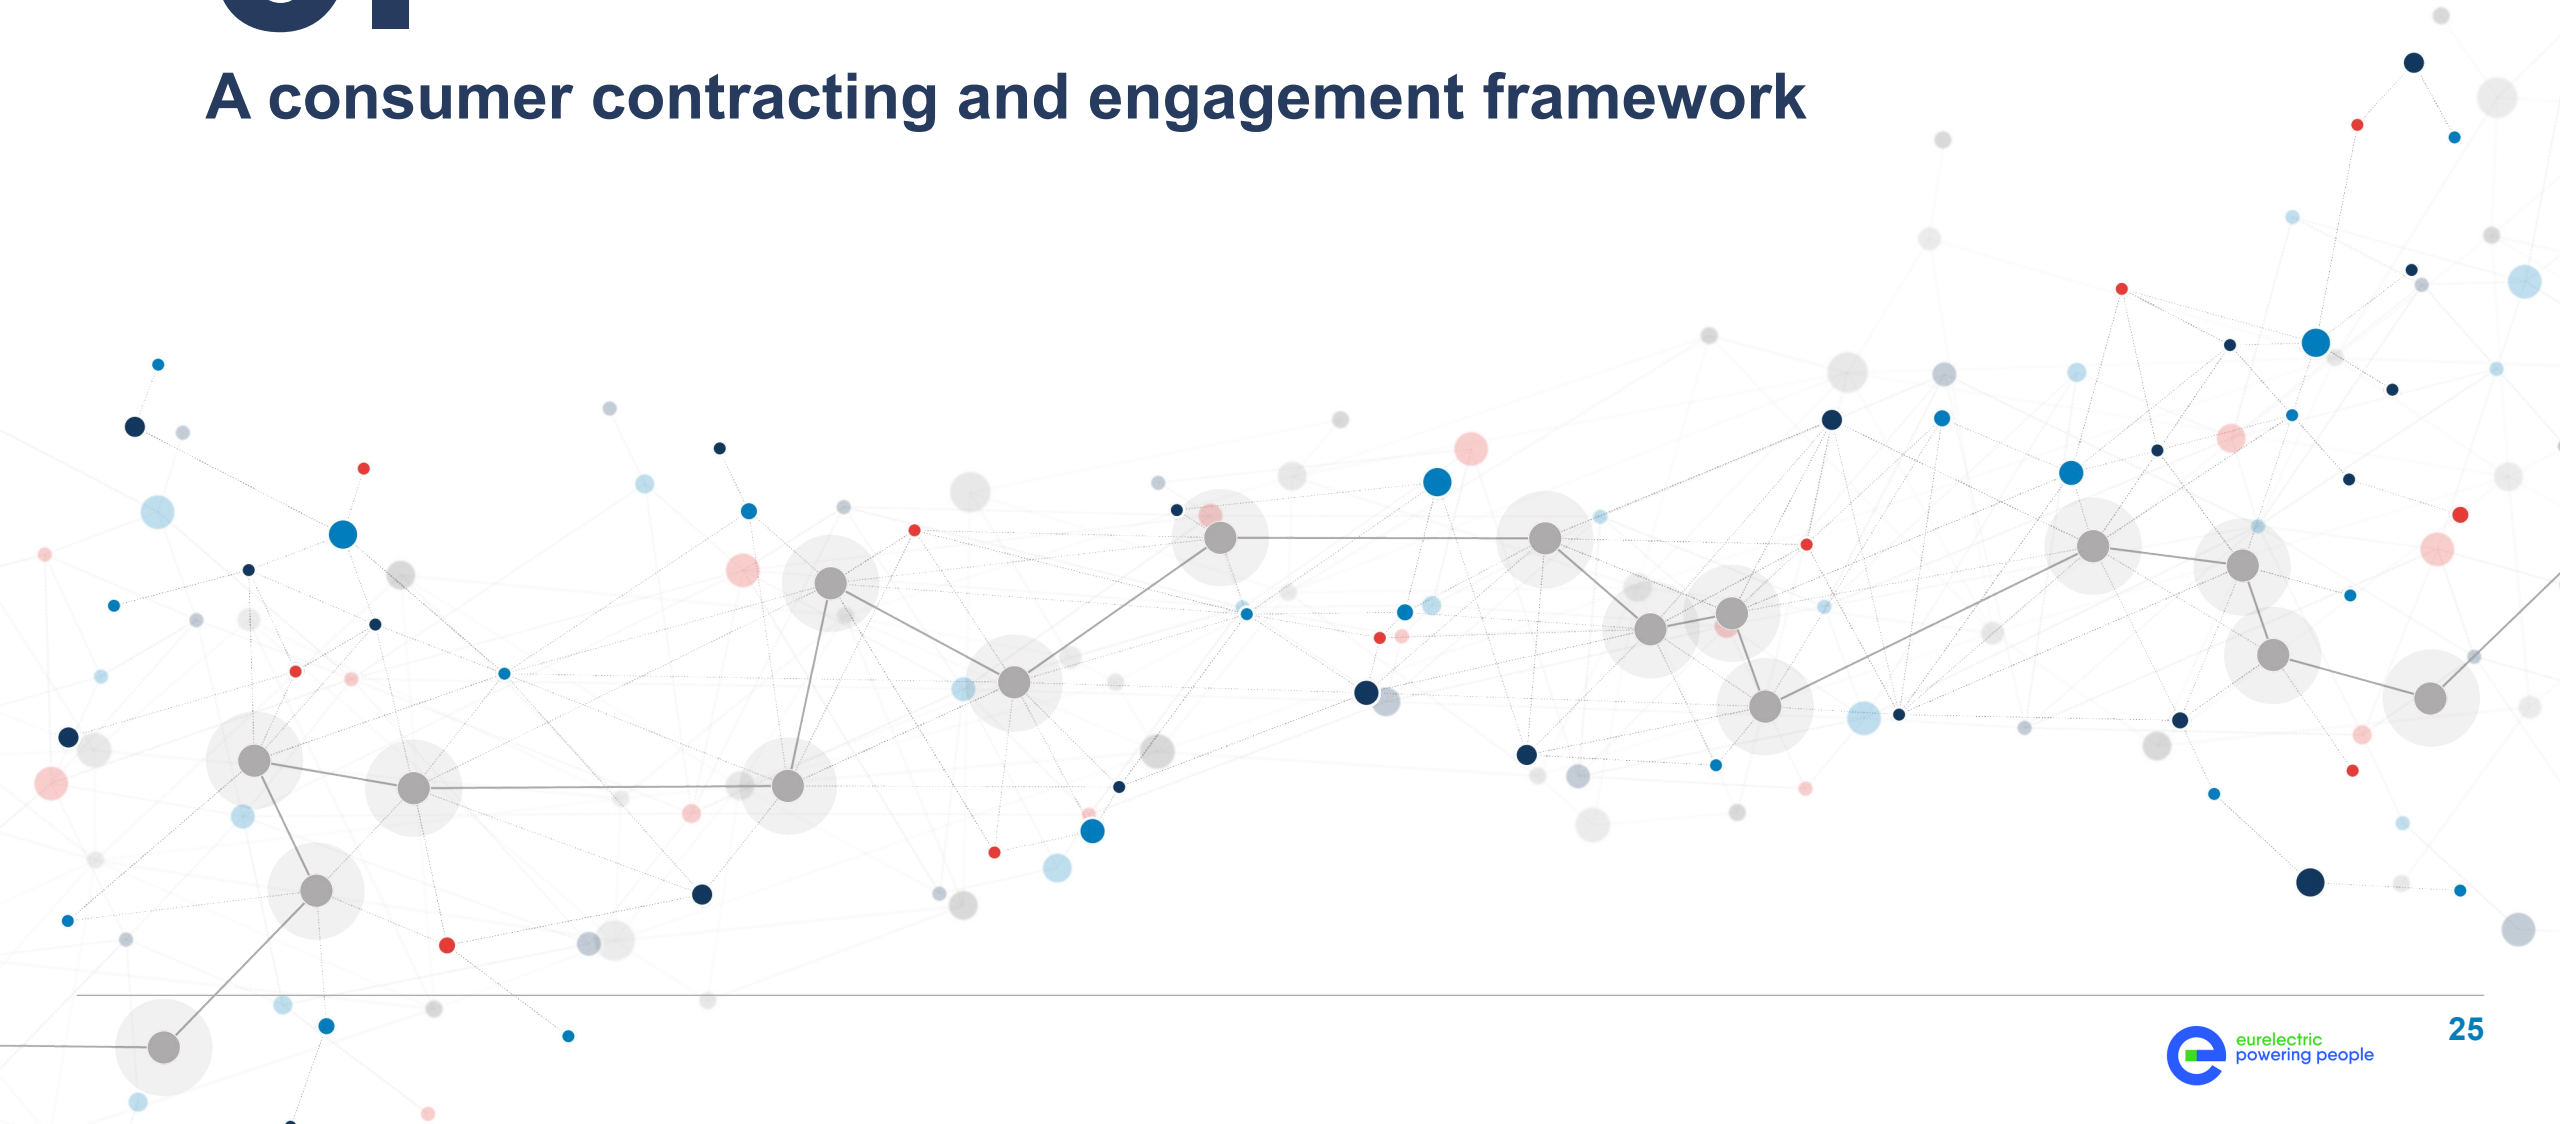 A consumer contracting and engagement framework
25
eurelectric
powering people